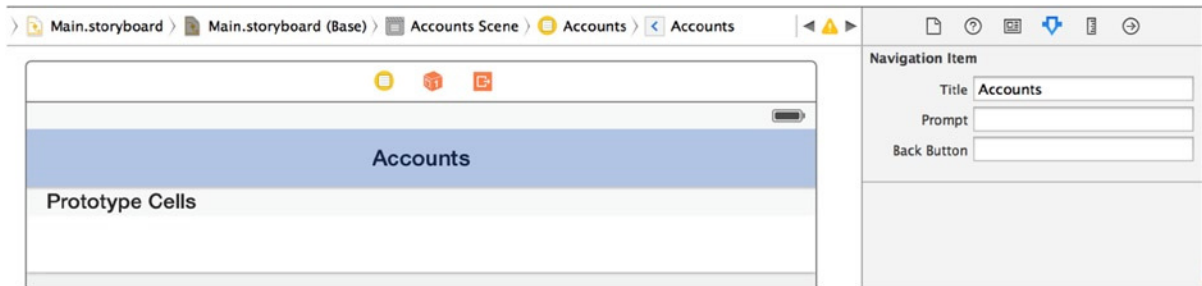 Main.storyboard 〉 Main.storyboard (Base) 〉 Accounts Scene 〉 Accounts 〉 Accounts
Accounts
Prototype Cells
Navigation Item
Title Accounts
Prompt
Back Button